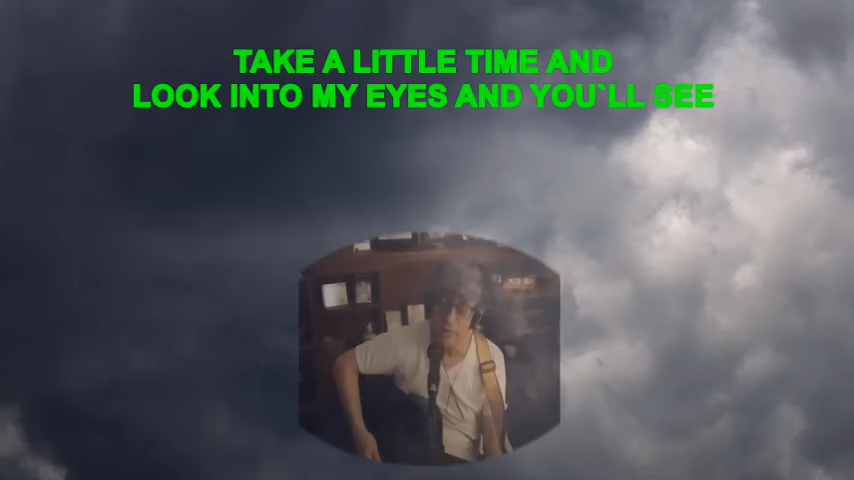 TAKE A LITTLE TIME AND
LOOK INTO MY EYES AND YOU`LL SEE